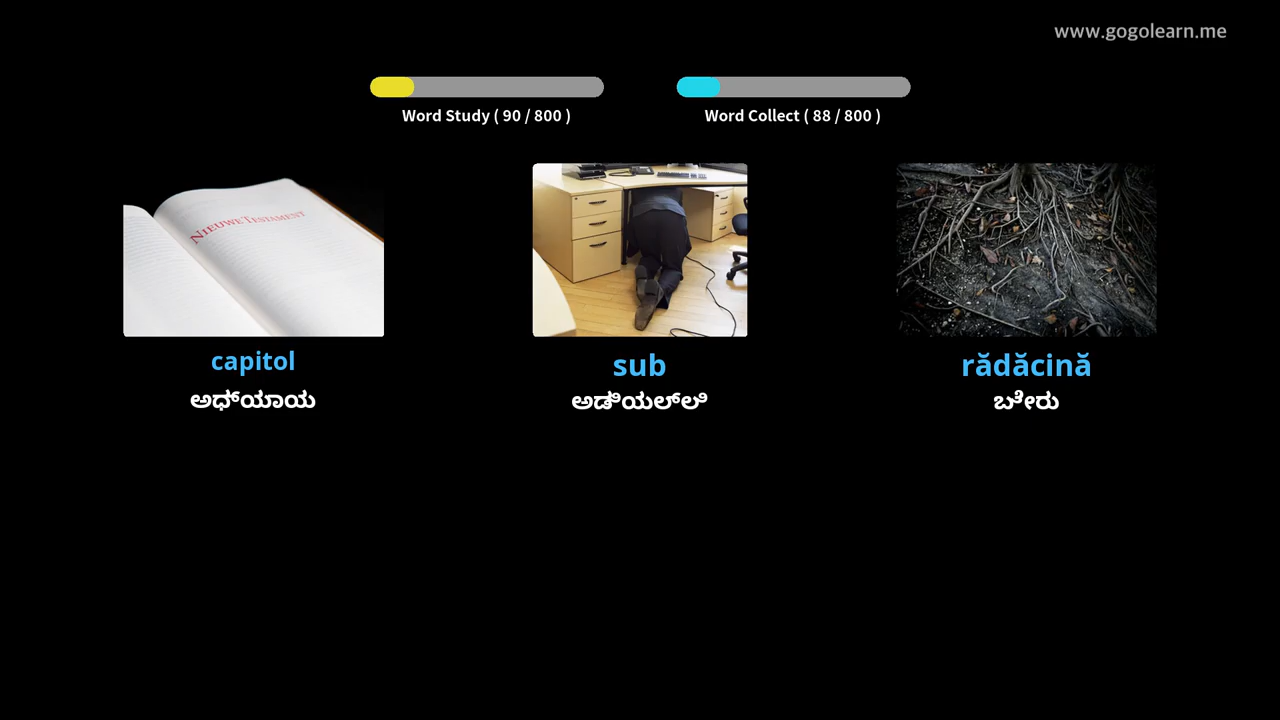 www.gogolearn.me
Word Study ( 90 / 800 )
Word Collect ( 88 / 800 )
NIEUWE TESTAMENT
capitol
sub
rădăcină
ಅಧ್ಯಾಯ
ಅಡಿಯಲ್ಲಿ
ಬೇರು